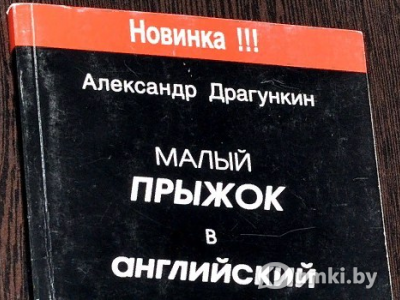 Новинка !!!
Александр Драгункин
МАЛЫЙ
ПРЫЖОК
В
АНГЛИЙСКИЙ